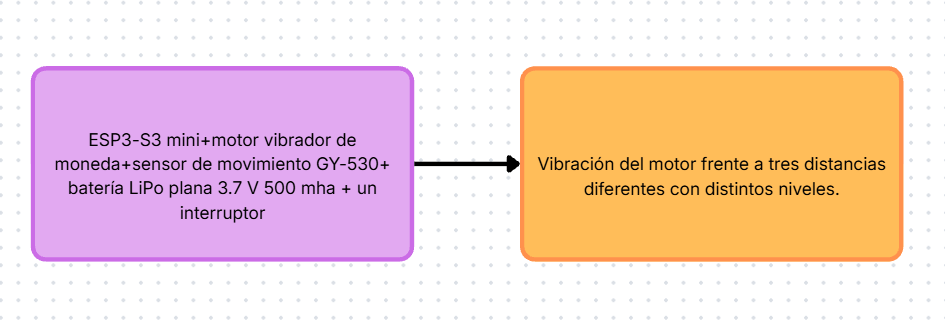 ESP3-S3 mini+motor vibrador de
moneda+sensor de movimiento GY-530+
batería LiPo plana 3.7 V 500 mha + un
interruptor
Vibración del motor frente a tres distancias
diferentes con distintos niveles.